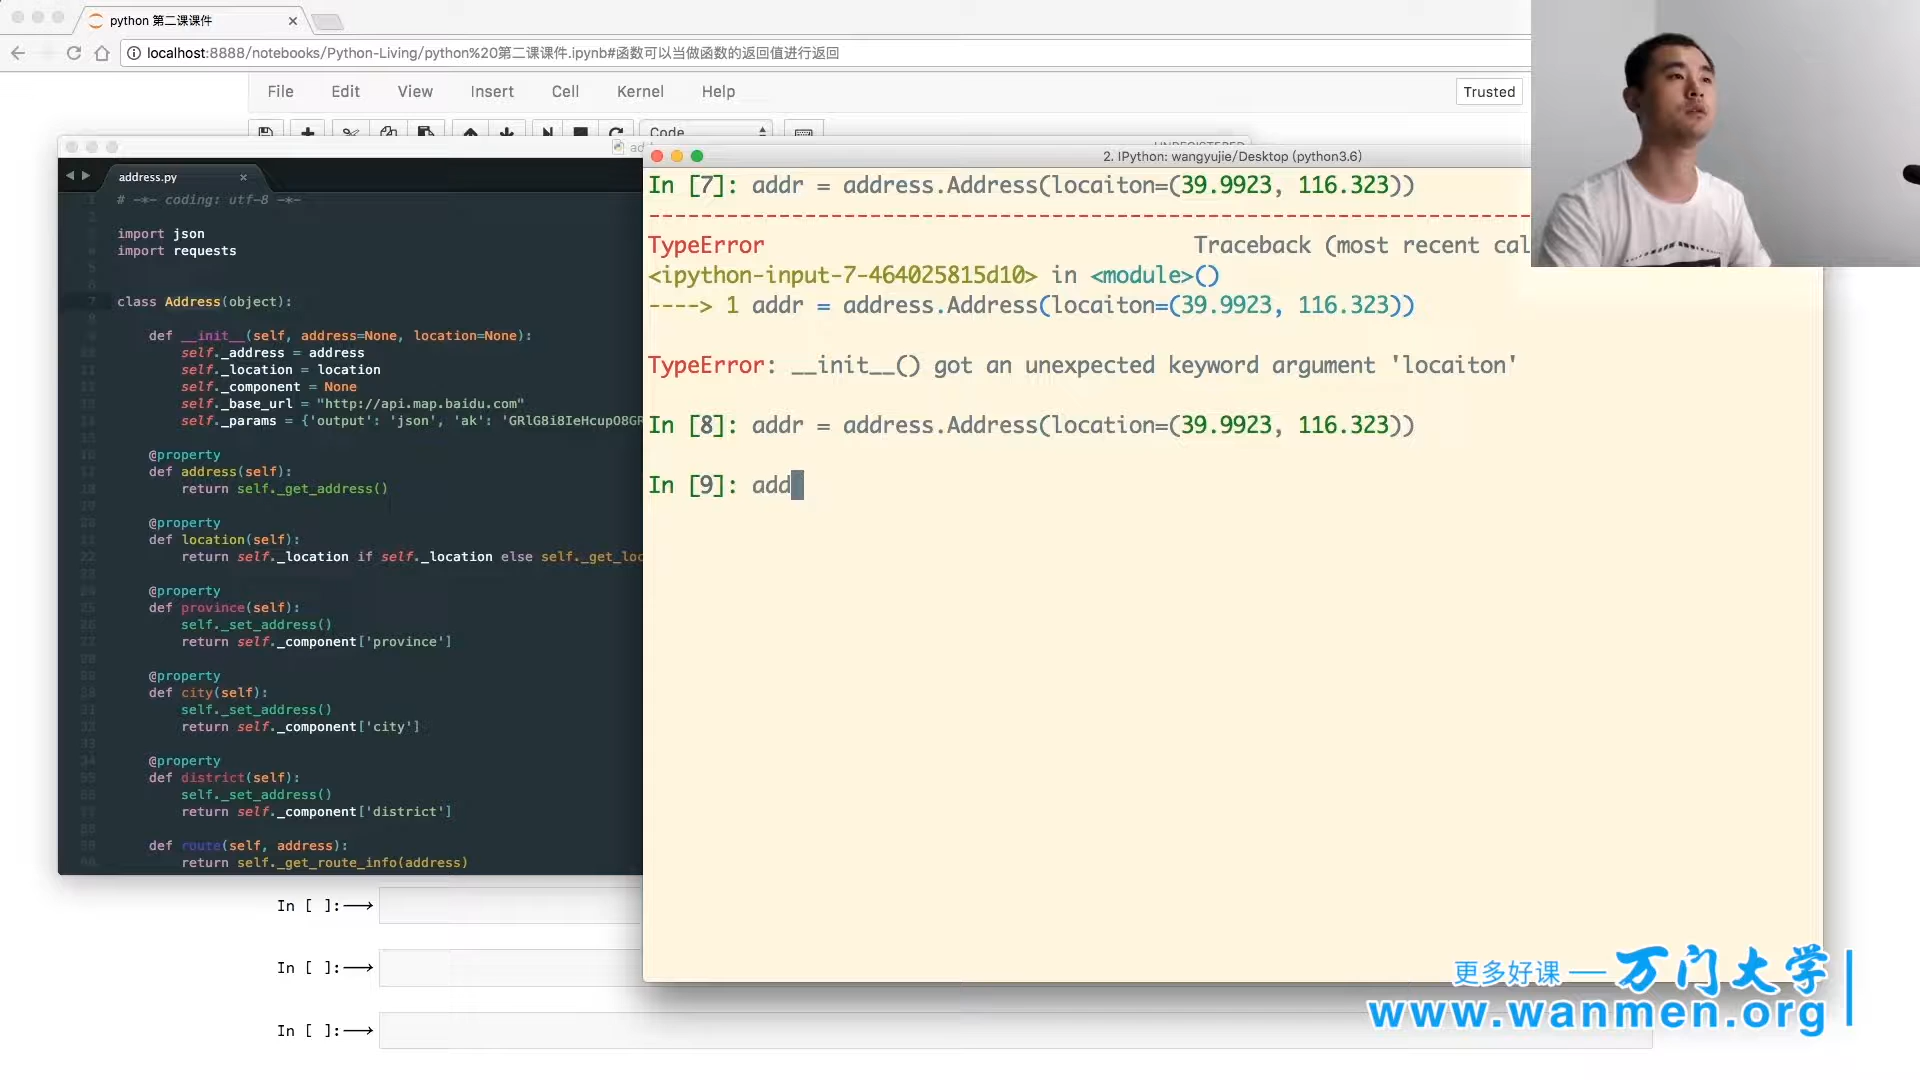 python 第二课课件
localhost:8888/notebooks/Python-Living/python%20第二课课件.ipynb#函数可以当做函数的返回值进行返回
File Edit View Insert Cell Kernel Help
Trusted
Code
address.py
# -*- coding: utf-8 -*-
import json
import requests
class Address(object):
def __init__(self, address=None, location=None):
self._address = address
self._location = location
self._component = None
self._base_url = "http://api.map.baidu.com"
self._params = {'output': 'json', 'ak':
@property
def address(self):
return self._get_address()
@property
def location(self):
return self._location if self._location else self._get_loc
@property
def province(self):
self._set_address()
return self._component['province']
@property
def city(self):
self._set_address()
return self._component['city']
@property
def district(self):
self._set_address()
return self._component['district']
def route(self, address):
return self._get_route_info(address)
2. IPython: wangyujie/Desktop (python3.6)
In [7]: addr = address.Address(locaiton=(39.9923, 116.323))
TypeError Traceback (most recent cal
<ipython-input-7-464025815d10> in <module>()
----> 1 addr = address.Address(locaiton=(39.9923, 116.323))
TypeError: __init__() got an unexpected keyword argument 'locaiton'
In [8]: addr = address.Address(location=(39.9923, 116.323))
In [9]: add
In [ ]:
In [ ]:
In [ ]:
更多好课 — 万门大学
www.wanmen.org